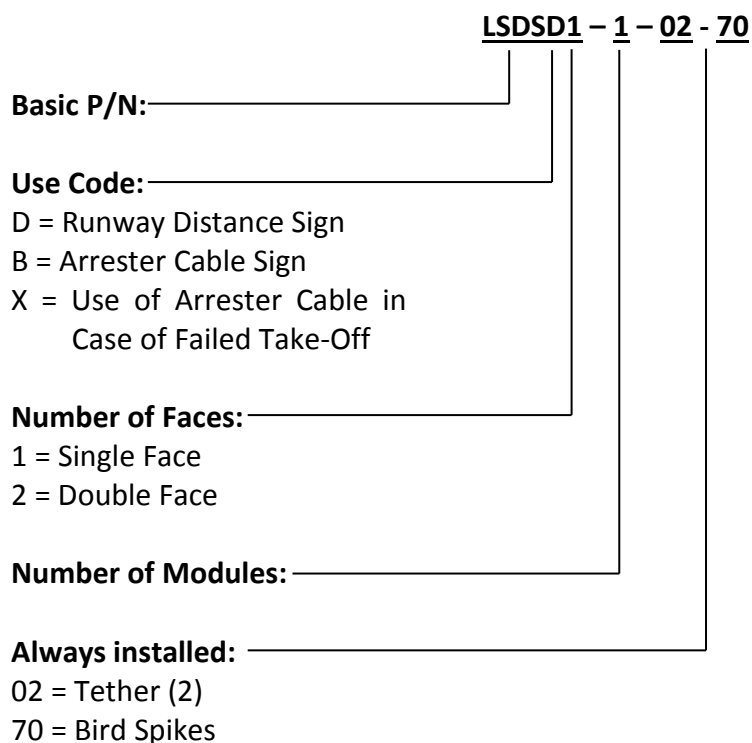 LSDSD1 – 1 – 02 - 70
Basic P/N:
Use Code:
D = Runway Distance Sign
B = Arrester Cable Sign
X = Use of Arrester Cable in
Case of Failed Take-Off
Number of Faces:
1 = Single Face
2 = Double Face
Number of Modules:
Always installed:
02 = Tether (2)
70 = Bird Spikes